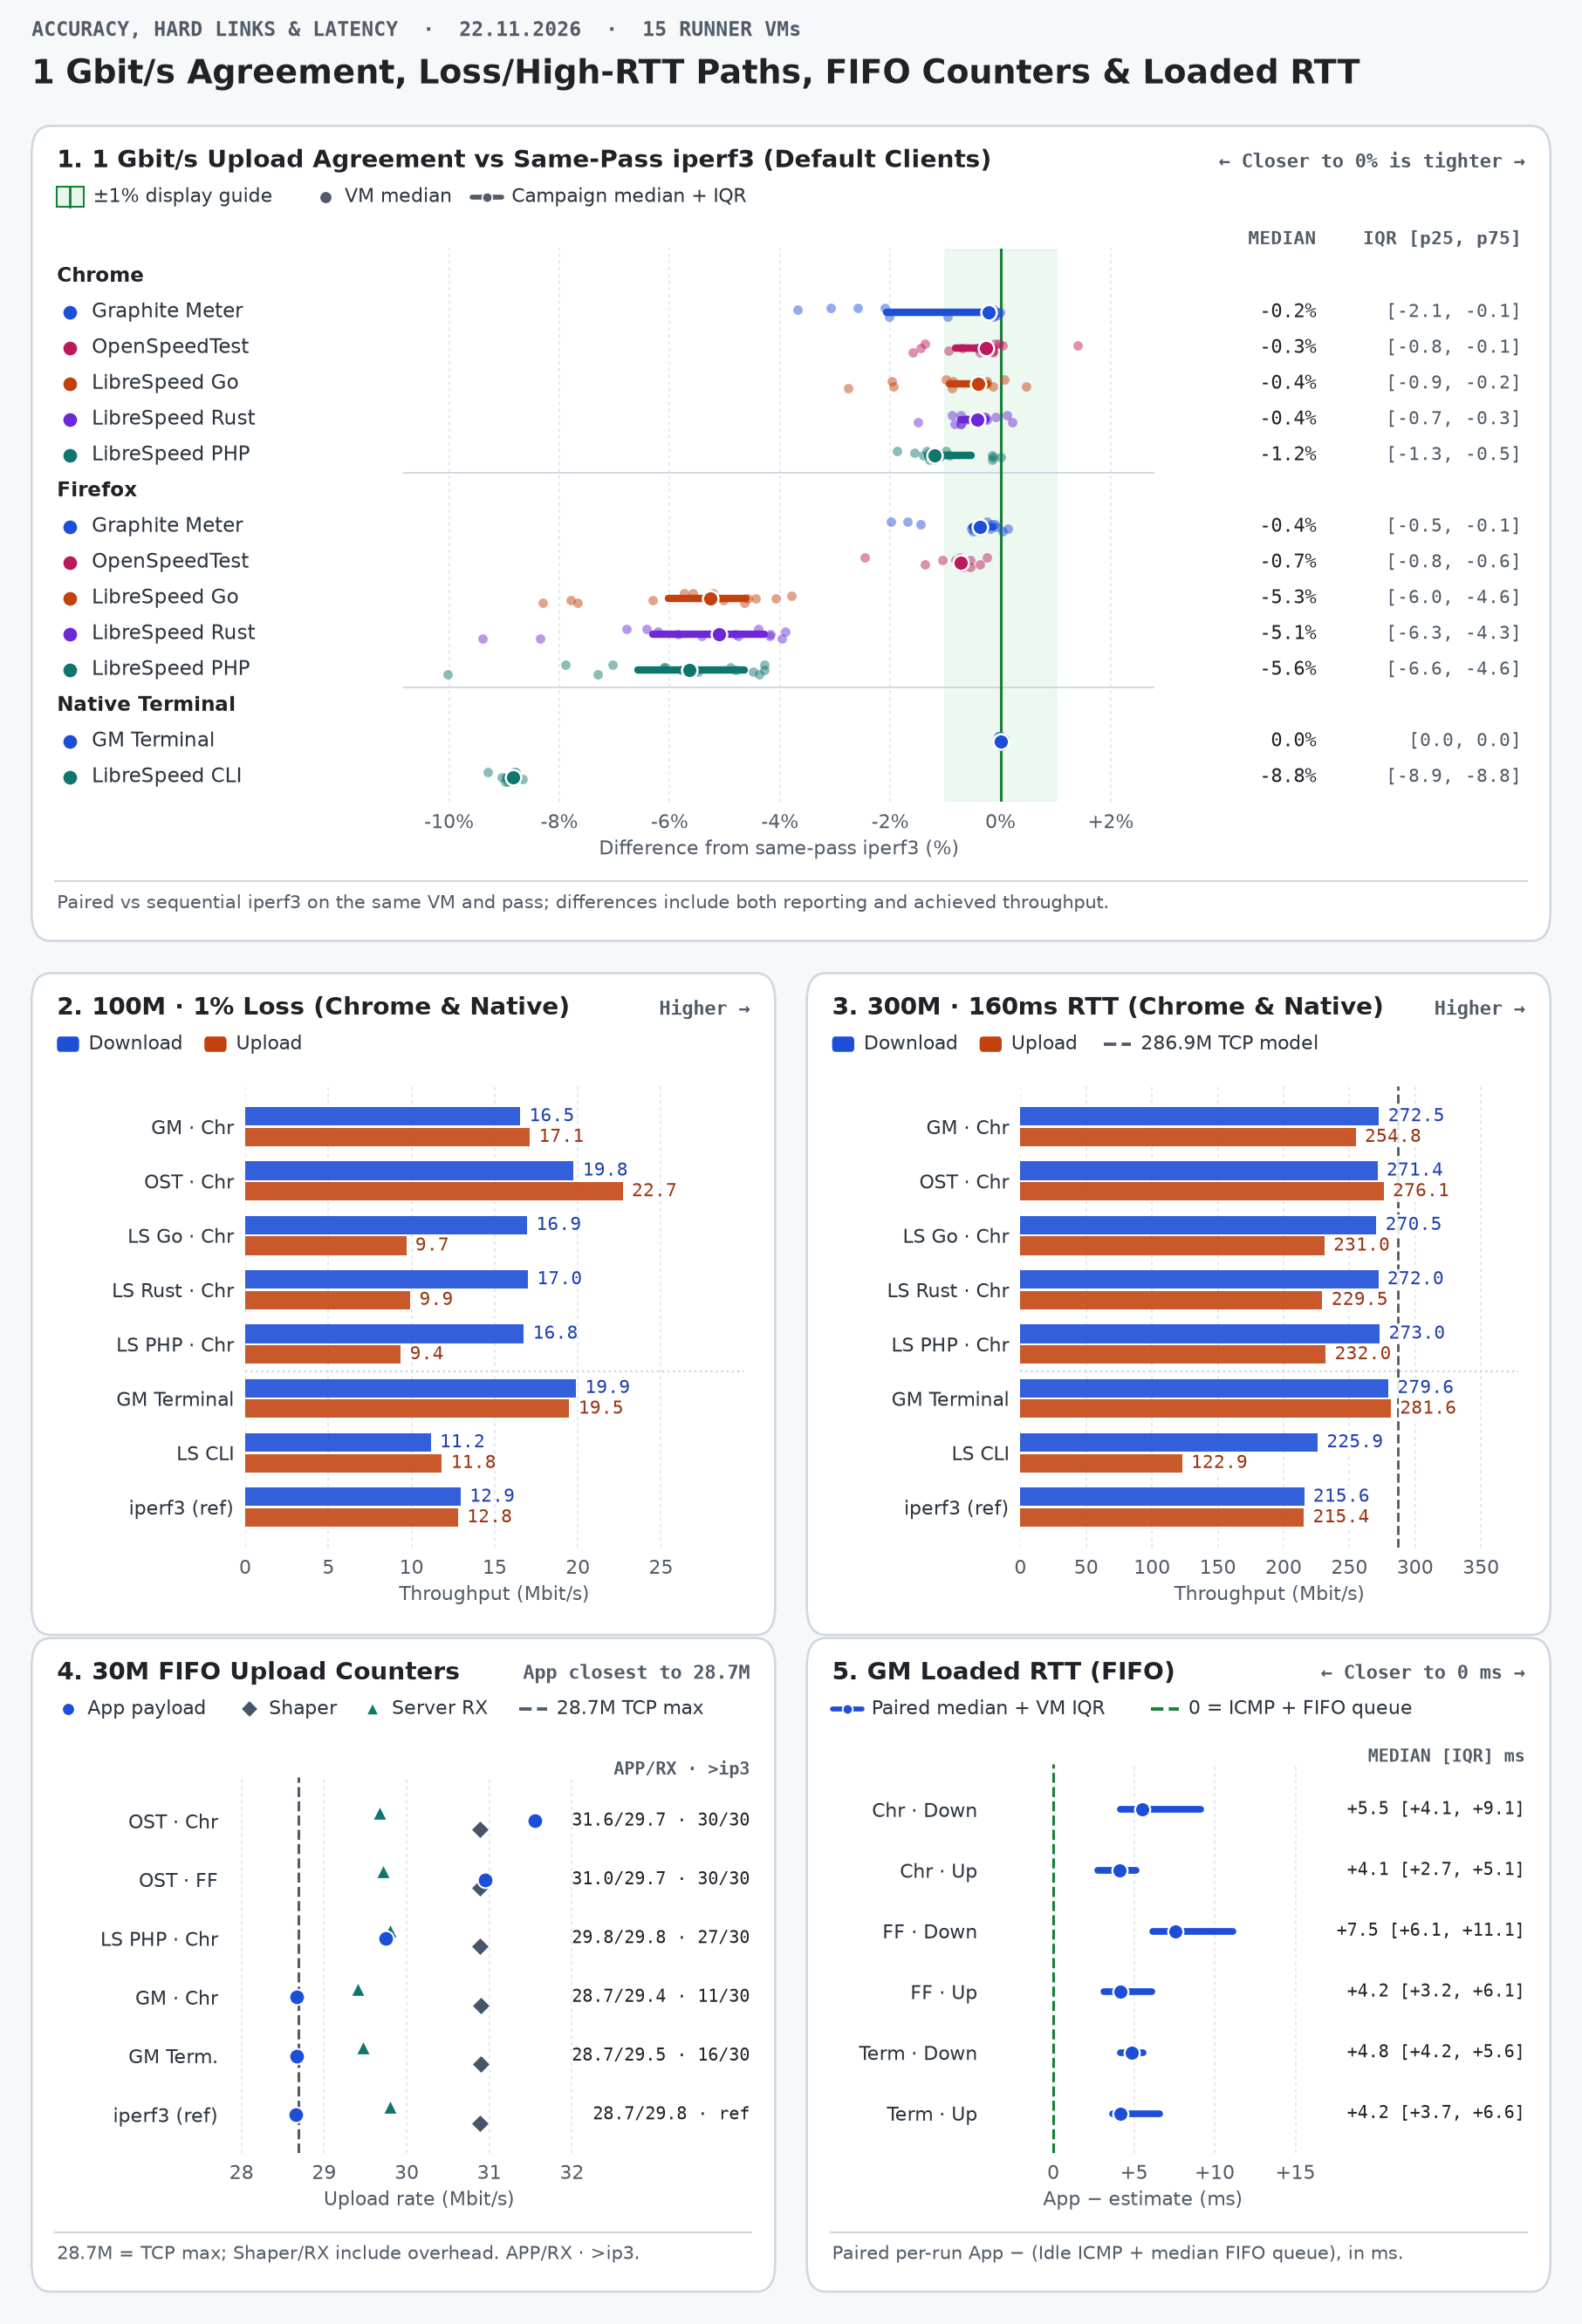 ACCURACY, HARD LINKS & LATENCY · 22.11.2026 · 15 RUNNER VMs
1 Gbit/s Agreement, Loss/High-RTT Paths, FIFO Counters & Loaded RTT
1. 1 Gbit/s Upload Agreement vs Same-Pass iperf3 (Default Clients)
← Closer to 0% is tighter →
±1% display guide
VM median
Campaign median + IQR
MEDIAN IQR [p25, p75]
Chrome
Graphite Meter -0.2% [-2.1, -0.1]
OpenSpeedTest -0.3% [-0.8, -0.1]
LibreSpeed Go -0.4% [-0.9, -0.2]
LibreSpeed Rust -0.4% [-0.7, -0.3]
LibreSpeed PHP -1.2% [-1.3, -0.5]
Firefox
Graphite Meter -0.4% [-0.5, -0.1]
OpenSpeedTest -0.7% [-0.8, -0.6]
LibreSpeed Go -5.3% [-6.0, -4.6]
LibreSpeed Rust -5.1% [-6.3, -4.3]
LibreSpeed PHP -5.6% [-6.6, -4.6]
Native Terminal
GM Terminal 0.0% [0.0, 0.0]
LibreSpeed CLI -8.8% [-8.9, -8.8]
-10% -8% -6% -4% -2% 0% +2%
Difference from same-pass iperf3 (%)
Paired vs sequential iperf3 on the same VM and pass; differences include both reporting and achieved throughput.
2. 100M · 1% Loss (Chrome & Native)
Higher →
Download Upload
GM · Chr 16.5
17.1
OST · Chr 19.8
22.7
LS Go · Chr 16.9
9.7
LS Rust · Chr 17.0
9.9
LS PHP · Chr 16.8
9.4
GM Terminal 19.9
19.5
LS CLI 11.2
11.8
iperf3 (ref) 12.9
12.8
0 5 10 15 20 25
Throughput (Mbit/s)
3. 300M · 160ms RTT (Chrome & Native)
Higher →
Download Upload 286.9M TCP model
GM · Chr 272.5
254.8
OST · Chr 271.4
276.1
LS Go · Chr 270.5
231.0
LS Rust · Chr 272.0
229.5
LS PHP · Chr 273.0
232.0
GM Terminal 279.6
281.6
LS CLI 225.9
122.9
iperf3 (ref) 215.6
215.4
0 50 100 150 200 250 300 350
Throughput (Mbit/s)
4. 30M FIFO Upload Counters
App closest to 28.7M
App payload Shaper Server RX 28.7M TCP max
APP/RX · >ip3
OST · Chr 31.6/29.7 · 30/30
OST · FF 31.0/29.7 · 30/30
LS PHP · Chr 29.8/29.8 · 27/30
GM · Chr 28.7/29.4 · 11/30
GM Term. 28.7/29.5 · 16/30
iperf3 (ref) 28.7/29.8 · ref
28 29 30 31 32
Upload rate (Mbit/s)
28.7M = TCP max; Shaper/RX include overhead. APP/RX · >ip3.
5. GM Loaded RTT (FIFO)
← Closer to 0 ms →
Paired median + VM IQR 0 = ICMP + FIFO queue
MEDIAN [IQR] ms
Chr · Down +5.5 [+4.1, +9.1]
Chr · Up +4.1 [+2.7, +5.1]
FF · Down +7.5 [+6.1, +11.1]
FF · Up +4.2 [+3.2, +6.1]
Term · Down +4.8 [+4.2, +5.6]
Term · Up +4.2 [+3.7, +6.6]
0 +5 +10 +15
App − estimate (ms)
Paired per-run App − (Idle ICMP + median FIFO queue), in ms.